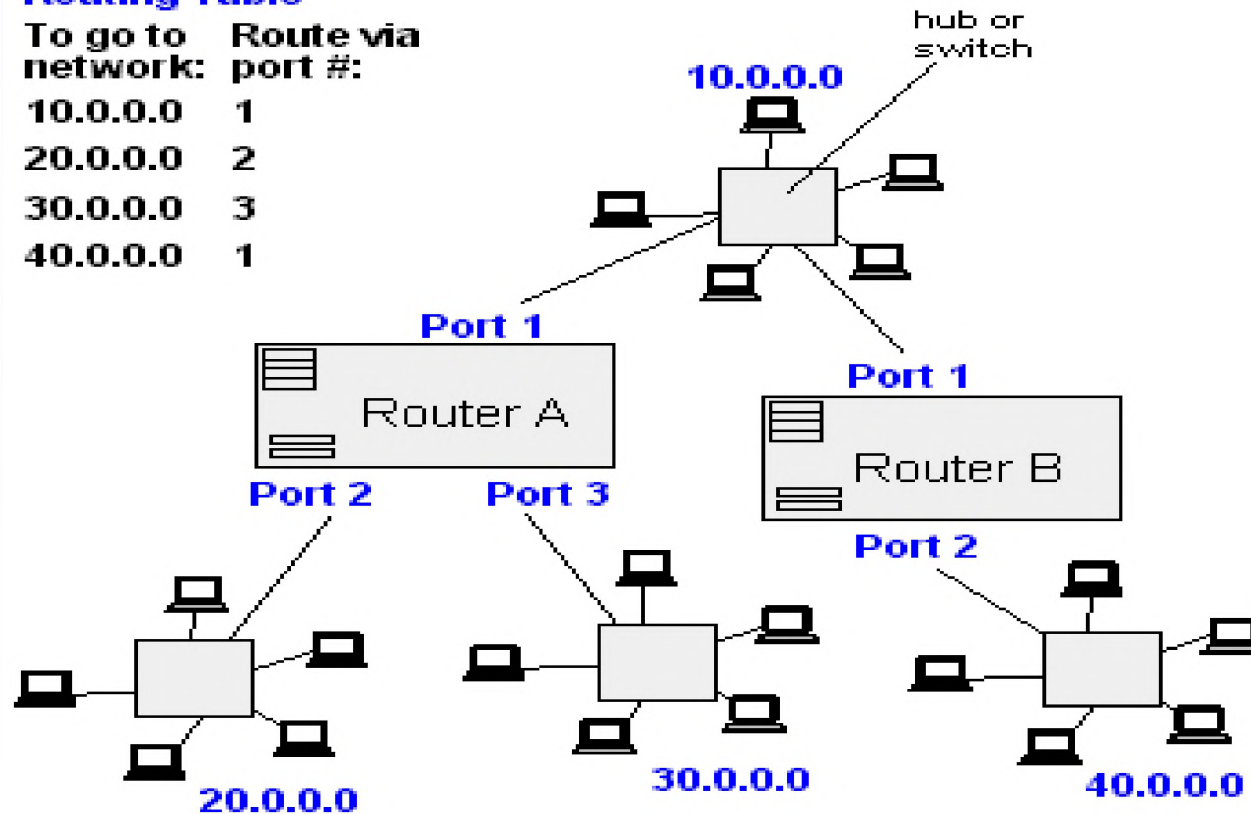 Routing Table
To go to Route via
network: port #:
10.0.0.0 1
20.0.0.0 2
30.0.0.0 3
40.0.0.0 1
hub or
switch
10.0.0.0
Port 1
Router A
Port 2 Port 3
Port 1
Router B
Port 2
20.0.0.0
30.0.0.0
40.0.0.0